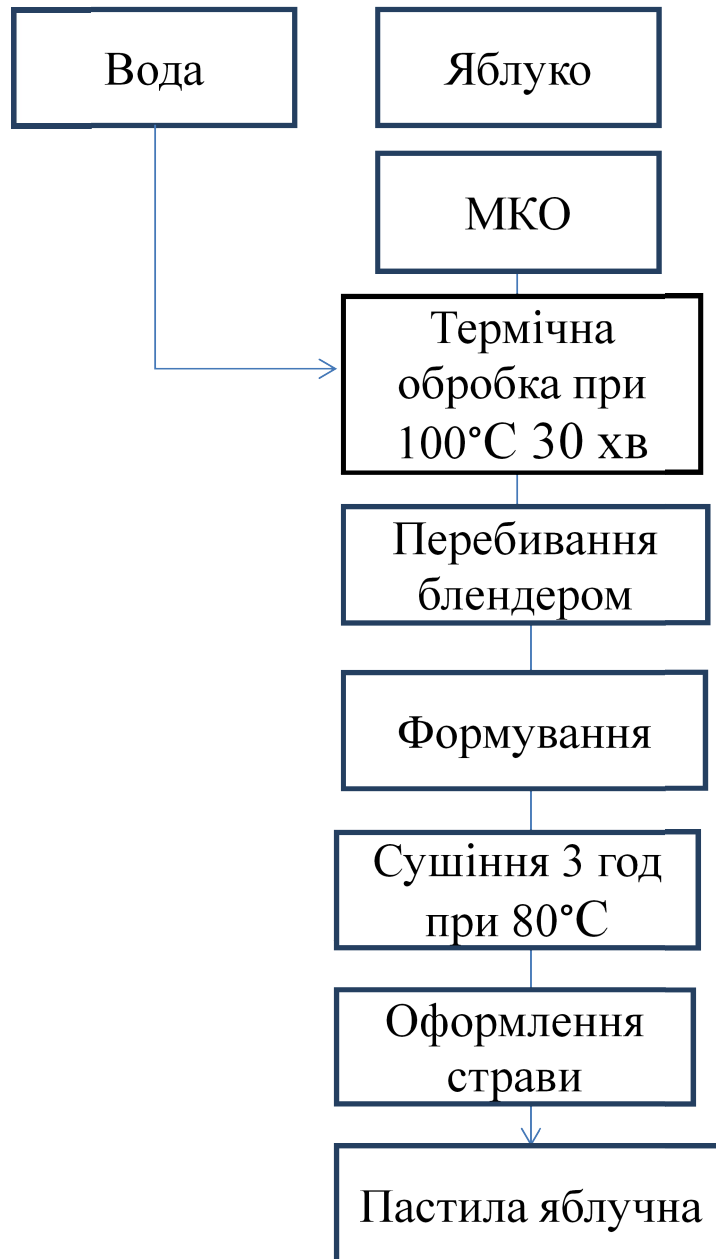 Вода
Яблуко
МКО
Термічна
обробка при
100°C 30 хв
Перебивання
блендером
Формування
Сушіння 3 год
при 80°C
Оформлення
страви
Пастила яблучна